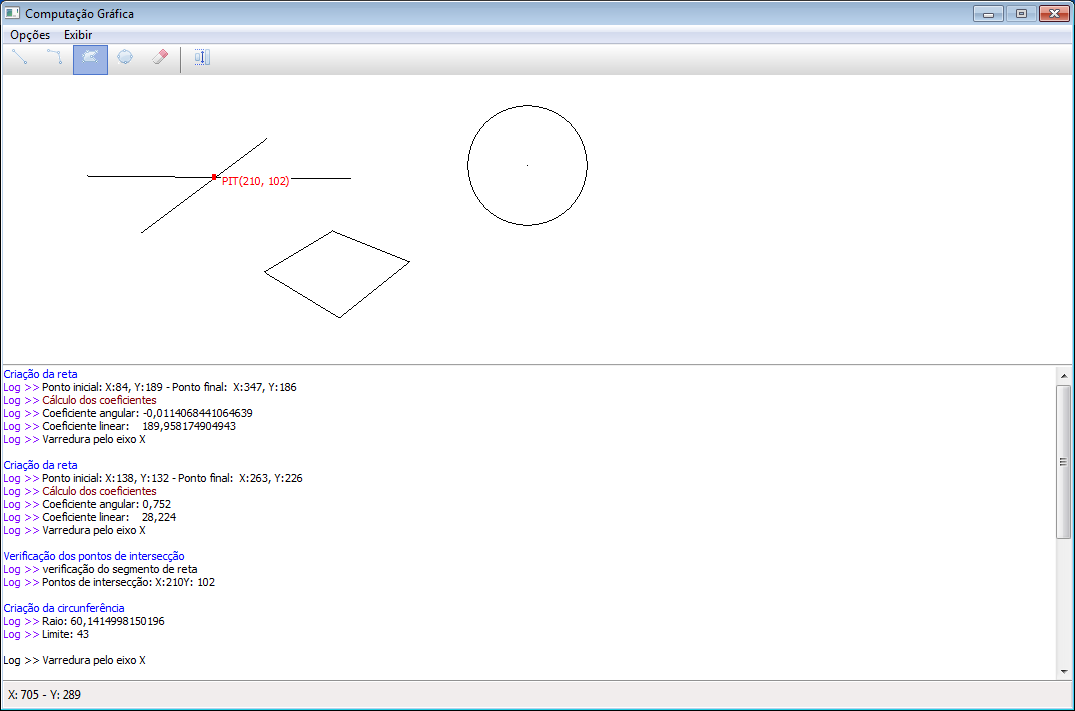 Computação Gráfica
Opções Exibir
PIT(210, 102)
Criação da reta
Log >> Ponto inicial: X:84, Y:189 - Ponto final: X:347, Y:186
Log >> Cálculo dos coeficientes
Log >> Coeficiente angular: -0,0114068441064639
Log >> Coeficiente linear: 189,958174904943
Log >> Varredura pelo eixo X
Criação da reta
Log >> Ponto inicial: X:138, Y:132 - Ponto final: X:263, Y:226
Log >> Cálculo dos coeficientes
Log >> Coeficiente angular: 0,752
Log >> Coeficiente linear: 28,224
Log >> Varredura pelo eixo X
Verificação dos pontos de intersecção
Log >> verificação do segmento de reta
Log >> Pontos de intersecção: X:210Y: 102
Criação da circunferência
Log >> Raio: 60,1414998150196
Log >> Limite: 43
Log >> Varredura pelo eixo X
X: 705 - Y: 289